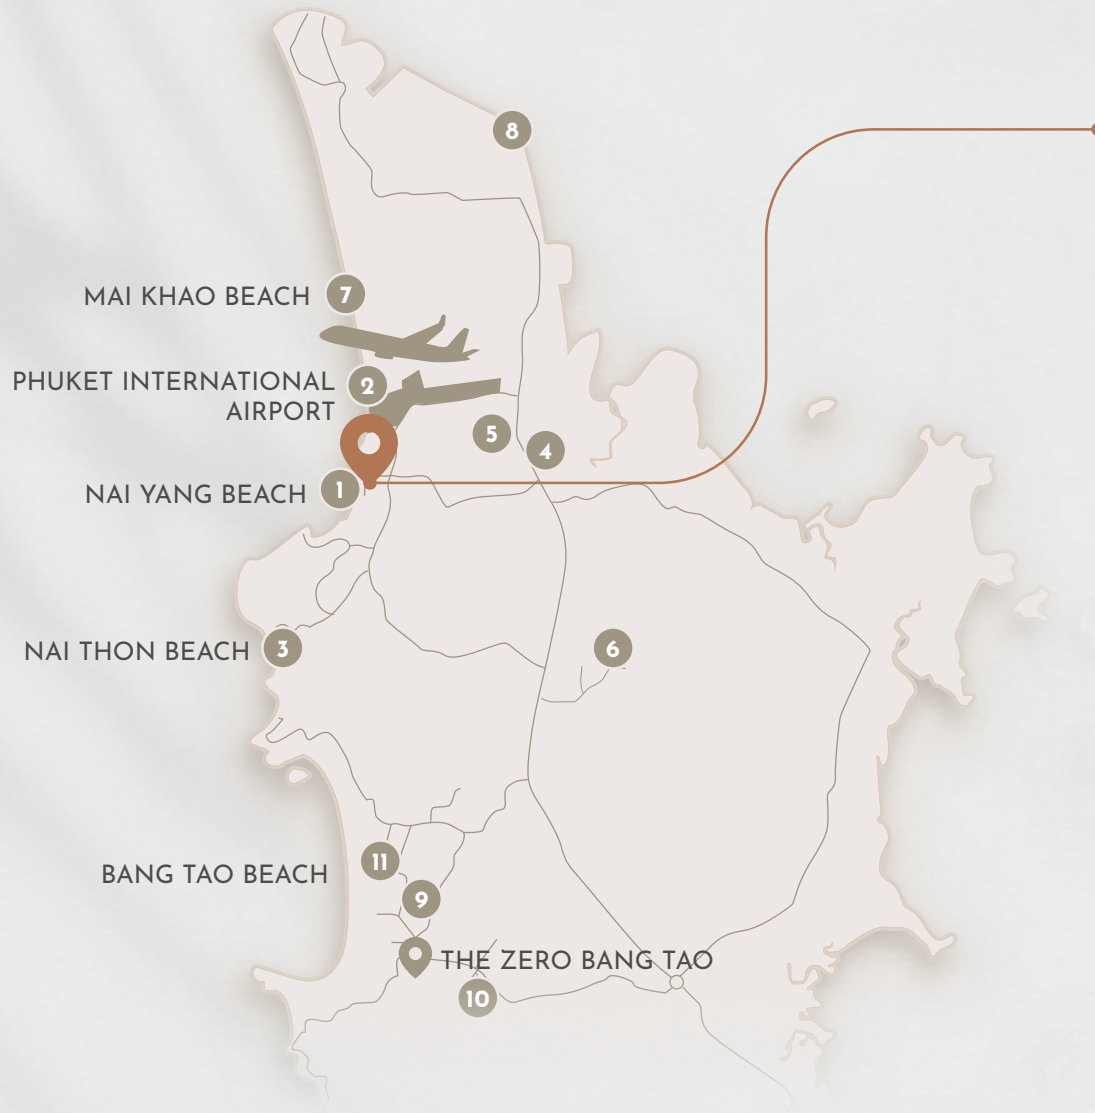 8
MAI KHAO BEACH 7
PHUKET INTERNATIONAL 2
AIRPORT
5
4
NAI YANG BEACH 1
NAI THON BEACH 3
6
11
BANG TAO BEACH
9
THE ZERO BANG TAO
10